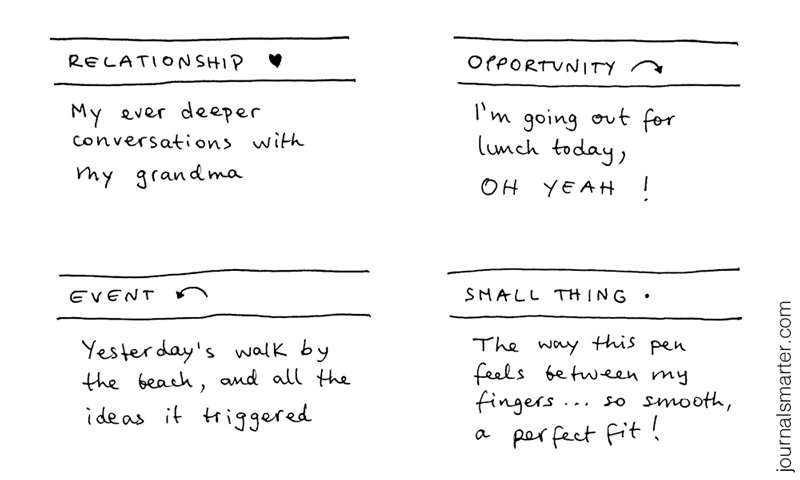 RELATIONSHIP ♥
My ever deeper
conversations with
my grandma
OPPORTUNITY ↷
I'm going out for
lunch today,
OH YEAH !
EVENT ↶
Yesterday's walk by
the beach, and all the
ideas it triggered
SMALL THING •
The way this pen
feels between my
fingers... so smooth,
a perfect fit!
journalsmarter.com